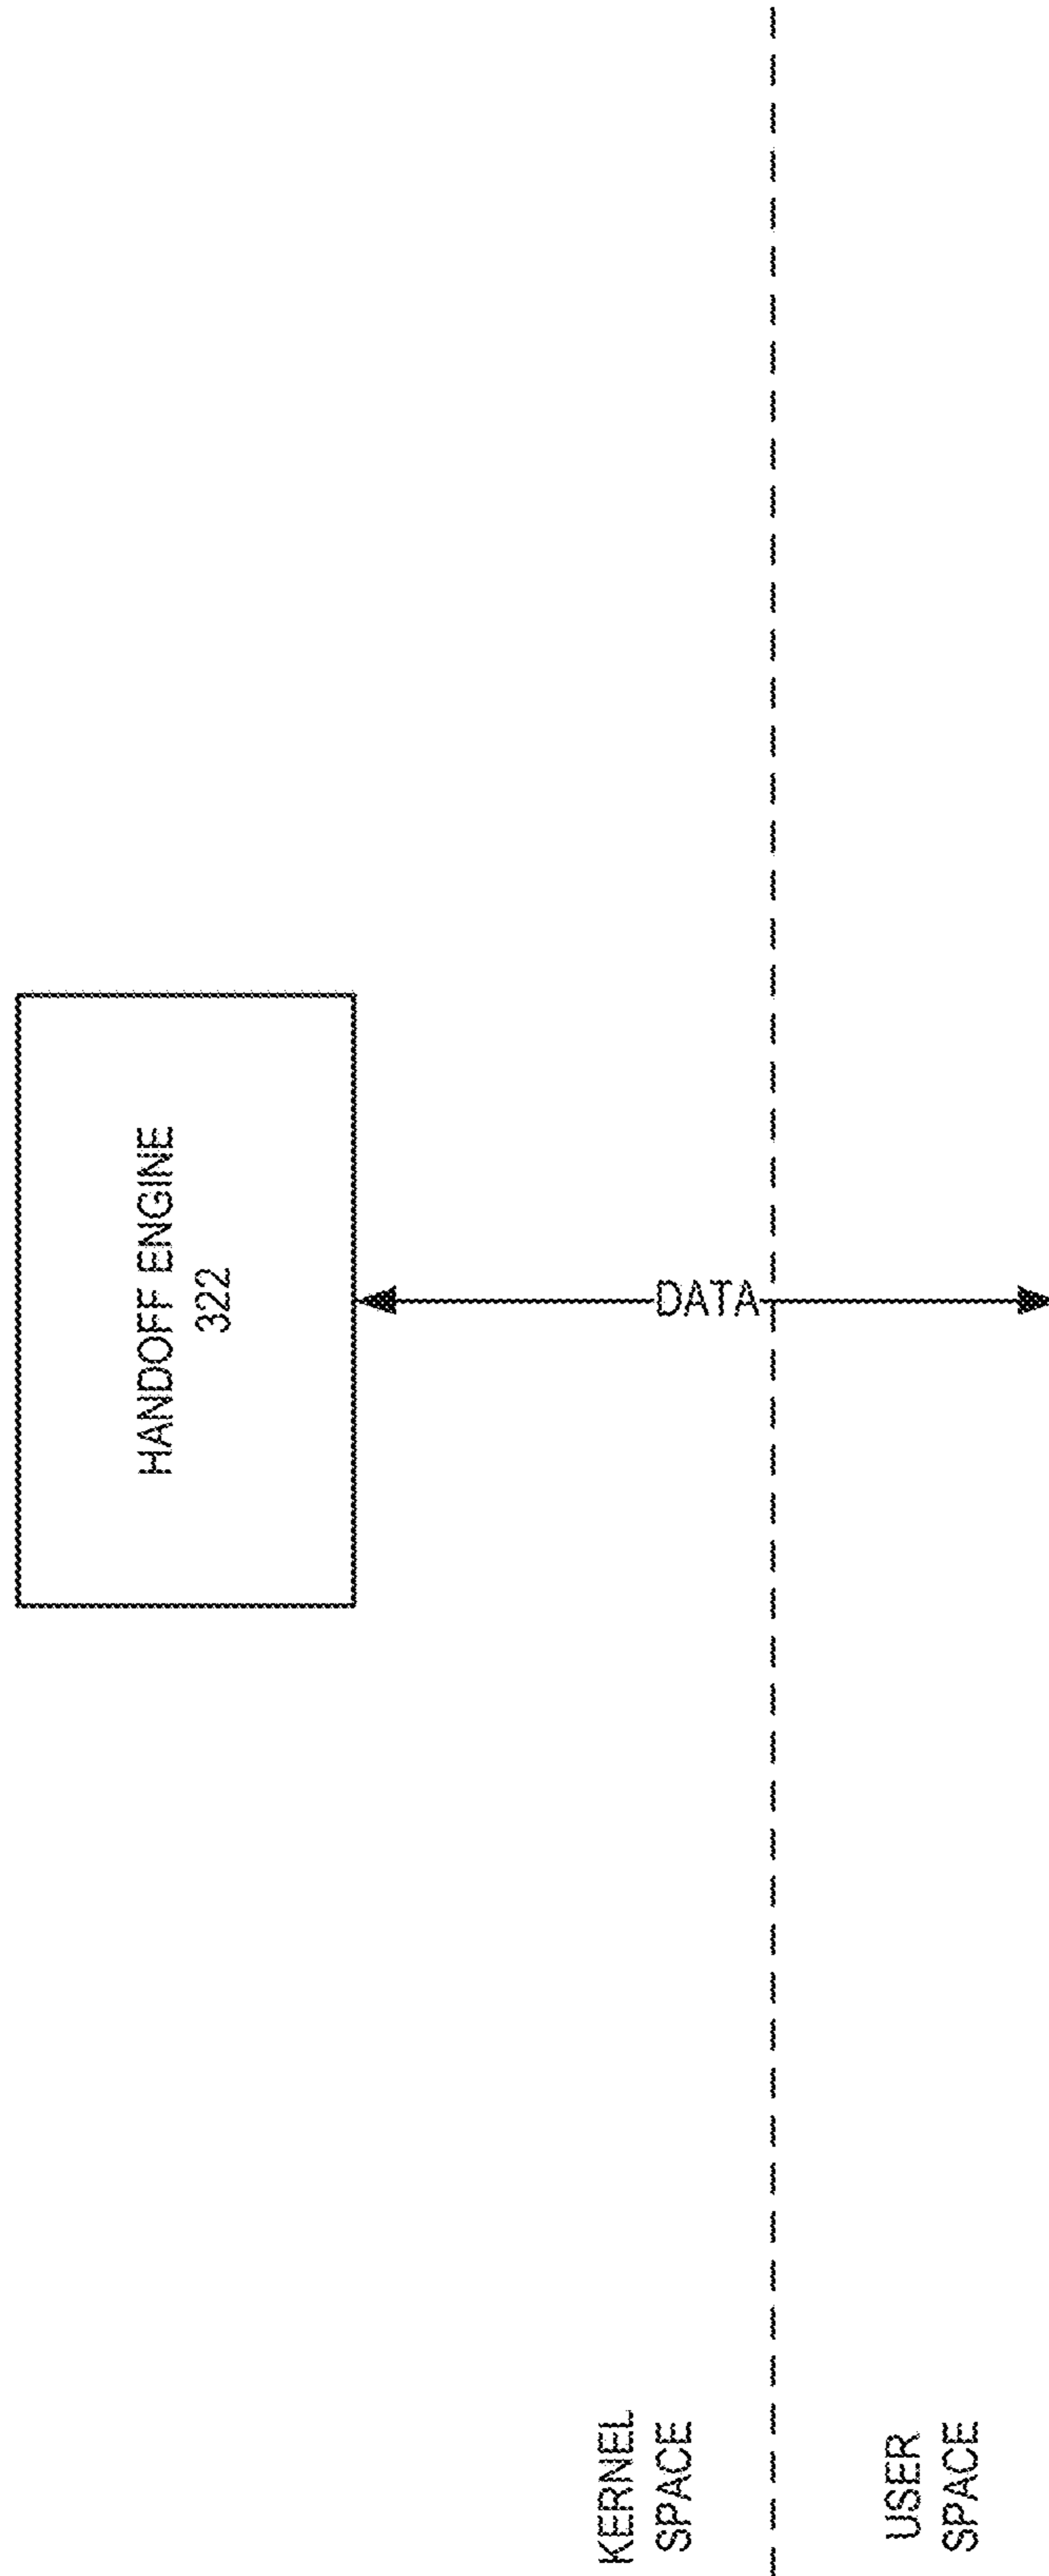 HANDOFF ENGINE
322
DATA
KERNEL
SPACE
USER
SPACE